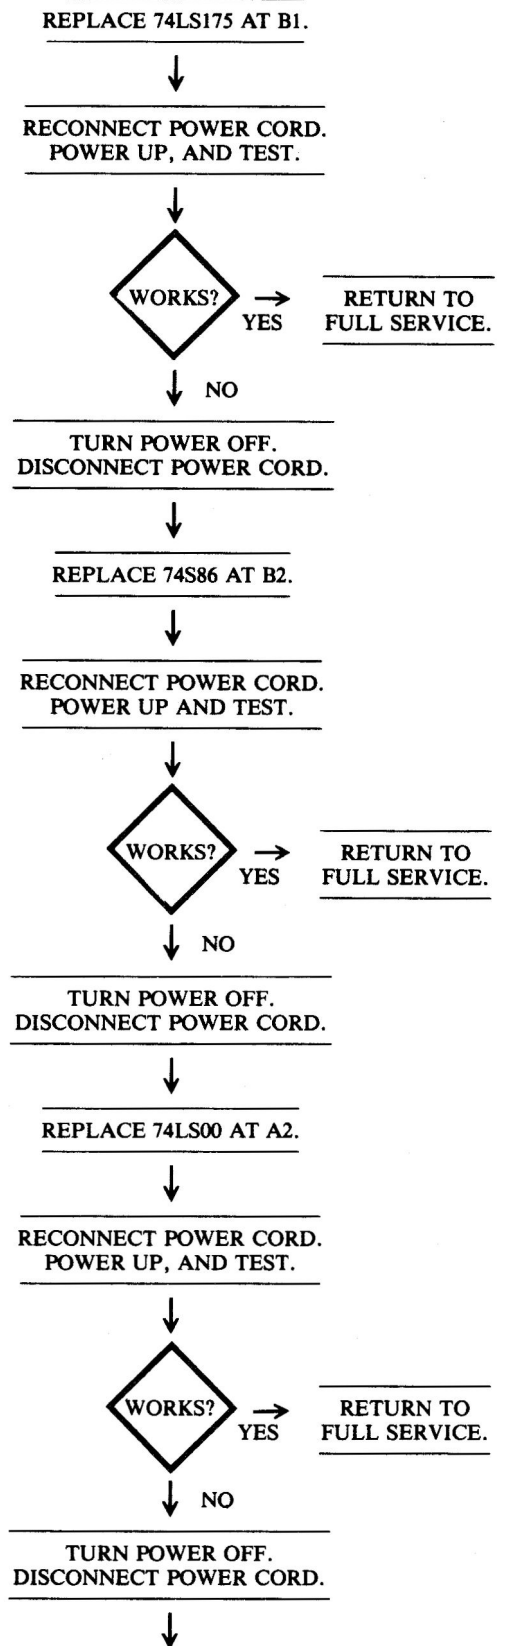 REPLACE 74LS175 AT B1.
RECONNECT POWER CORD.
POWER UP, AND TEST.
WORKS?
YES
RETURN TO
FULL SERVICE.
NO
TURN POWER OFF.
DISCONNECT POWER CORD.
REPLACE 74S86 AT B2.
RECONNECT POWER CORD.
POWER UP AND TEST.
WORKS?
YES
RETURN TO
FULL SERVICE.
NO
TURN POWER OFF.
DISCONNECT POWER CORD.
REPLACE 74LS00 AT A2.
RECONNECT POWER CORD.
POWER UP, AND TEST.
WORKS?
YES
RETURN TO
FULL SERVICE.
NO
TURN POWER OFF.
DISCONNECT POWER CORD.